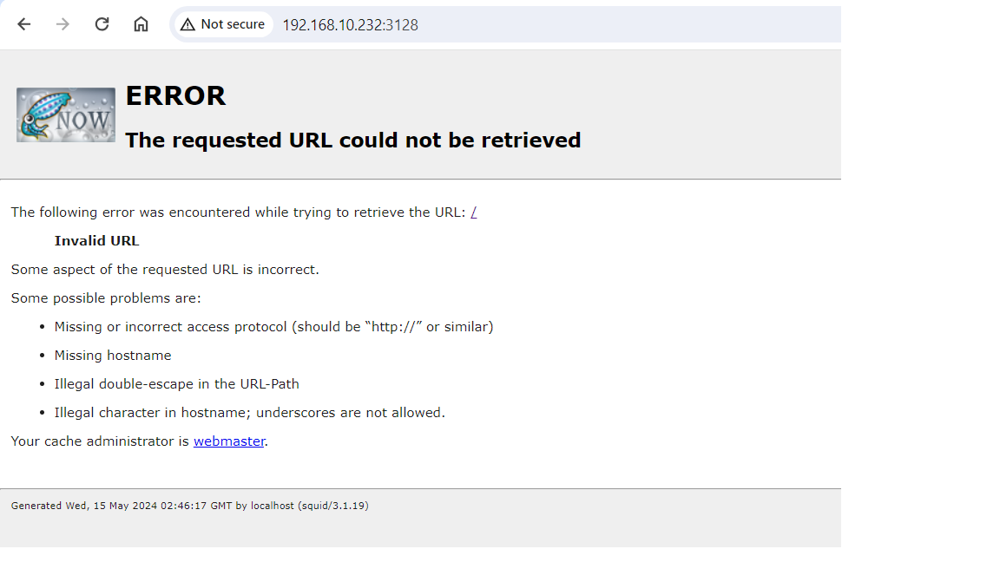 Not secure 192.168.10.232:3128
NOW
ERROR
The requested URL could not be retrieved
The following error was encountered while trying to retrieve the URL: /
Invalid URL
Some aspect of the requested URL is incorrect.
Some possible problems are:
• Missing or incorrect access protocol (should be “http://” or similar)
• Missing hostname
• Illegal double-escape in the URL-Path
• Illegal character in hostname; underscores are not allowed.
Your cache administrator is webmaster.
Generated Wed, 15 May 2024 02:46:17 GMT by localhost (squid/3.1.19)